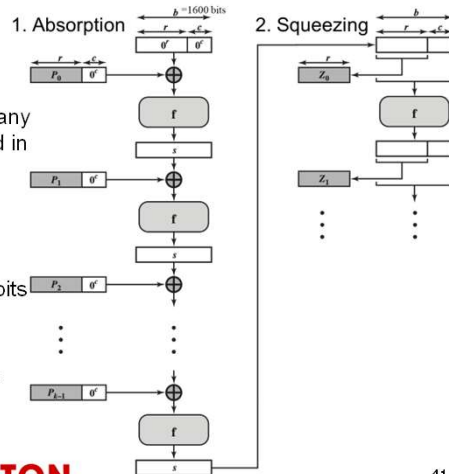 1. Absorption
b =1600 bits
r c
0^r 0^c
r c
P_0 0^c
f
s
P_1 0^c
f
s
P_2 0^c
P_{k-1} 0^c
f
s
any
d in
bits
2. Squeezing
b
r c
r
Z_0
f
Z_1
TON
41